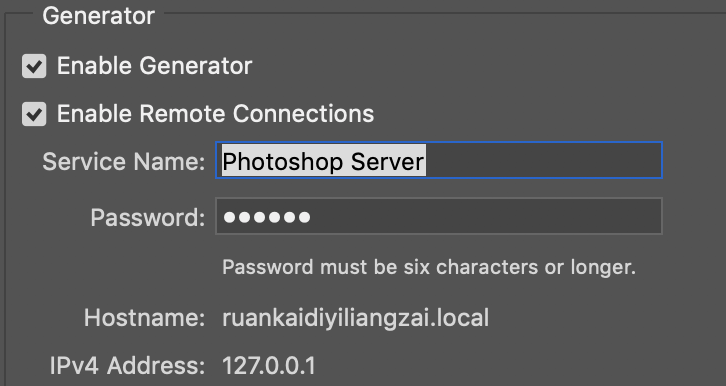 Generator
Enable Generator
Enable Remote Connections
Service Name: Photoshop Server
Password: ●●●●●●
Password must be six characters or longer.
Hostname: ruankaidiyiliangzai.local
IPv4 Address: 127.0.0.1